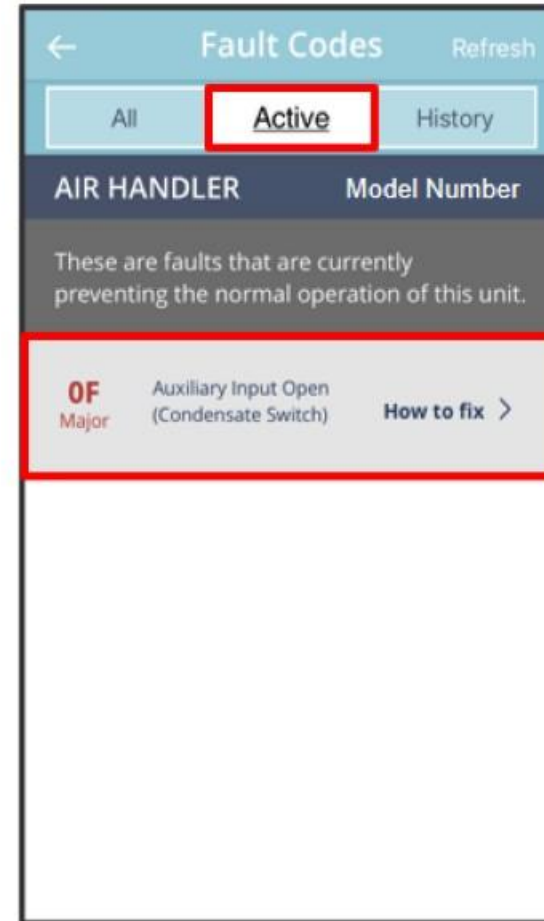 Fault Codes Refresh
All Active History
AIR HANDLER Model Number
These are faults that are currently
preventing the normal operation of this unit.
0F Auxiliary Input Open
Major (Condensate Switch) How to fix